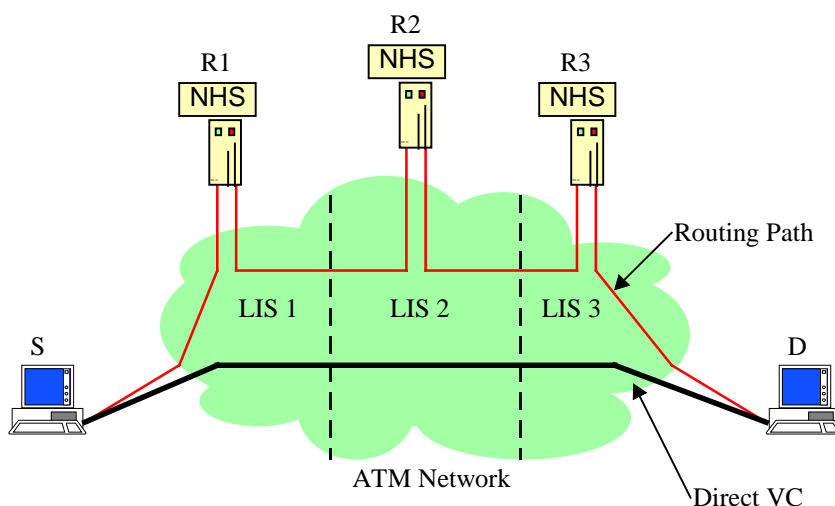 R2
NHS
R1
NHS
R3
NHS
Routing Path
LIS 1
LIS 2
LIS 3
S
D
ATM Network
Direct VC